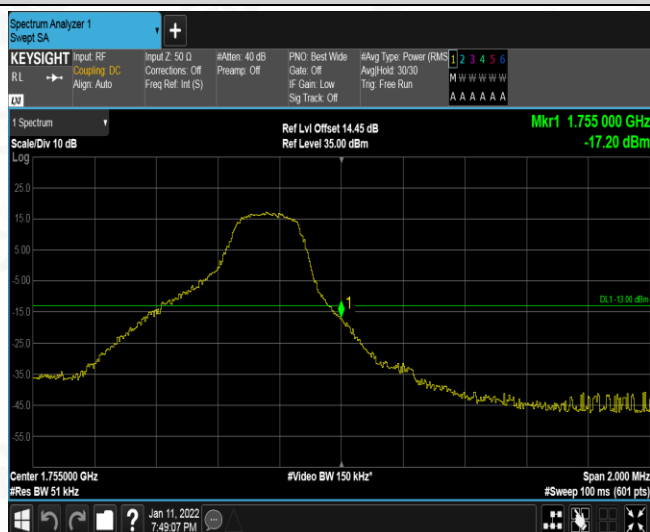 Spectrum Analyzer 1
Swept SA
+
KEYSIGHT Input: RF Input Z: 50 Ω #Atten: 40 dB PNO: Best Wide #Avg Type: Power (RMS 1 2 3 4 5 6
RL Coupling: DC Corrections: Off Preamp: Off Gate: Off Avg|Hold: 30/30 M W W W W W
Align: Auto Freq Ref: Int (S) IF Gain: Low Trig: Free Run
LXI Sig Track: Off A A A A A A
1 Spectrum Ref Lvl Offset 14.45 dB Mkr1 1.755 000 GHz
Scale/Div 10 dB Ref Level 35.00 dBm -17.20 dBm
Log
25.0
15.0
5.00
-5.00
DL1 -13.00 dBm
1
-15.0
-25.0
-35.0
-45.0
-55.0
Center 1.755000 GHz #Video BW 150 kHz* Span 2.000 MHz
#Res BW 51 kHz #Sweep 100 ms (601 pts)
? Jan 11, 2022
7:49:07 PM